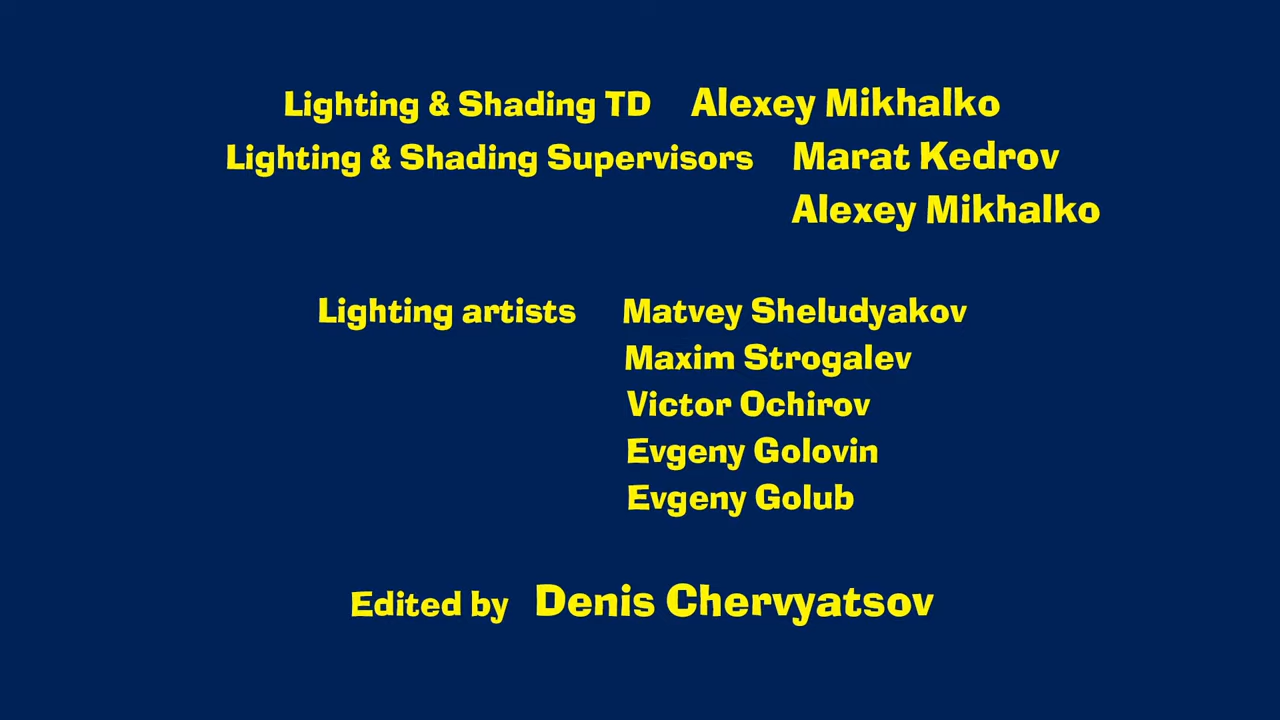 Lighting & Shading TD Alexey Mikhalko
Lighting & Shading Supervisors Marat Kedrov
Alexey Mikhalko
Lighting artists Matvey Sheludyakov
Maxim Strogalev
Victor Ochirov
Evgeny Golovin
Evgeny Golub
Edited by Denis Chervyatsov